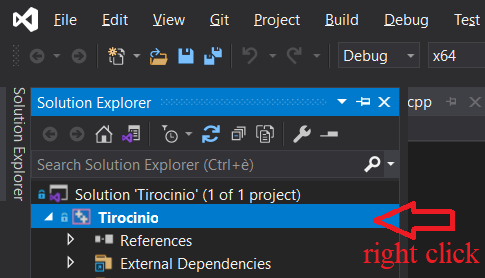 File Edit View Git Project Build Debug Test
Debug x64
Solution Explorer
Solution Explorer
cpp
Search Solution Explorer (Ctrl+è)
Solution 'Tirocinio' (1 of 1 project)
Tirocinio
right click
References
External Dependencies